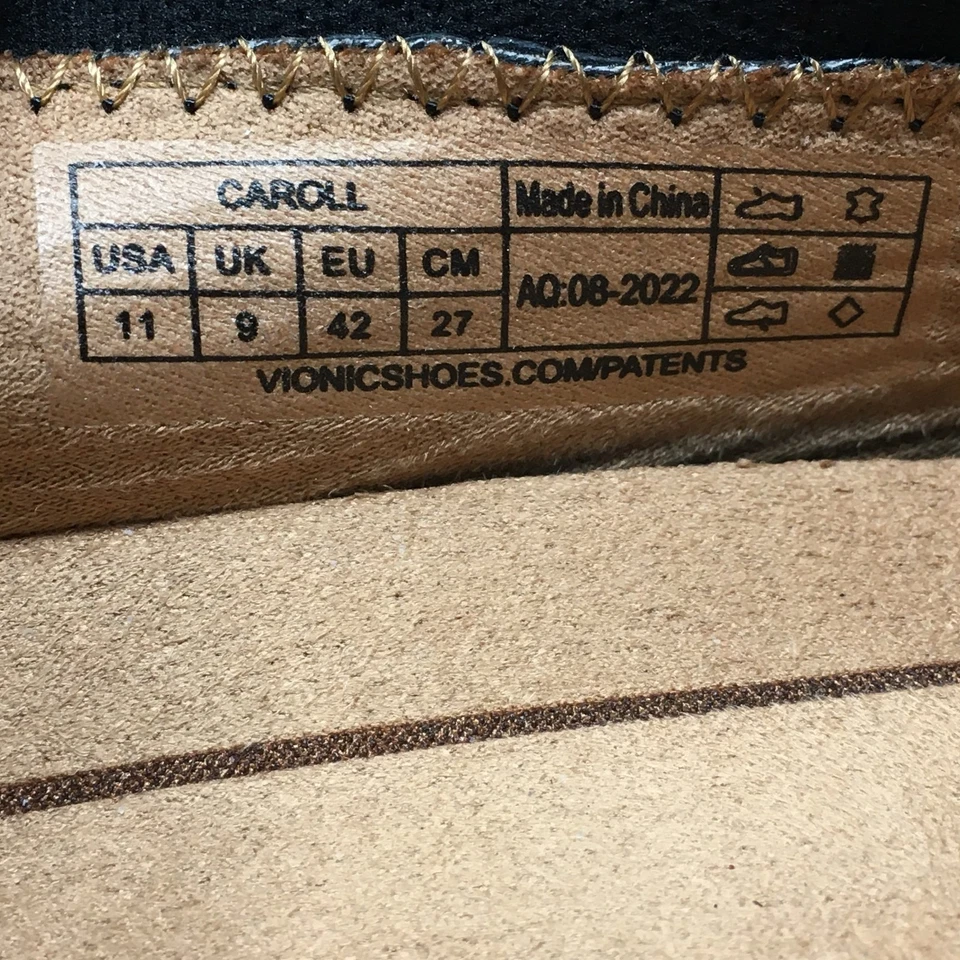 CAROLL
Made in China
USA UK EU CM
AQ:08-2022
11 9 42 27
VIONICSHOES.COM/PATENTS